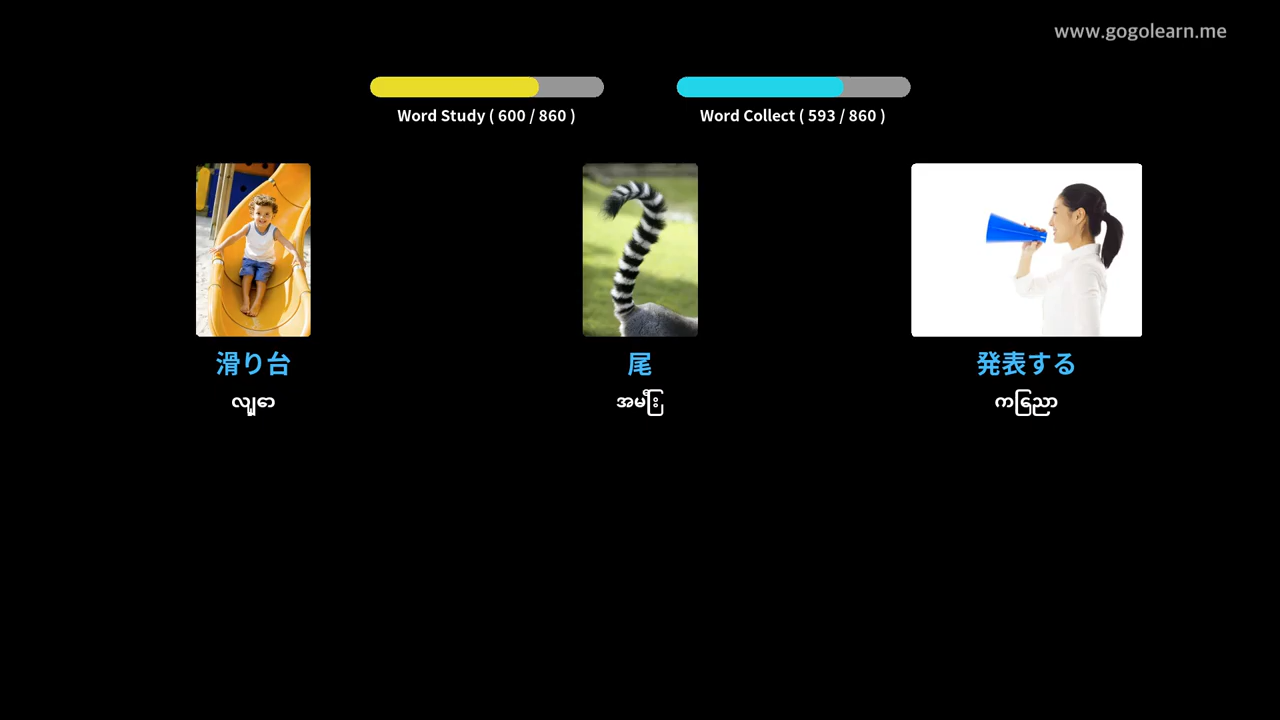 www.gogolearn.me
Word Study ( 600 / 860 )
Word Collect ( 593 / 860 )
滑り台
尾
発表する
လျှော
အမြီး
ကြေညာ